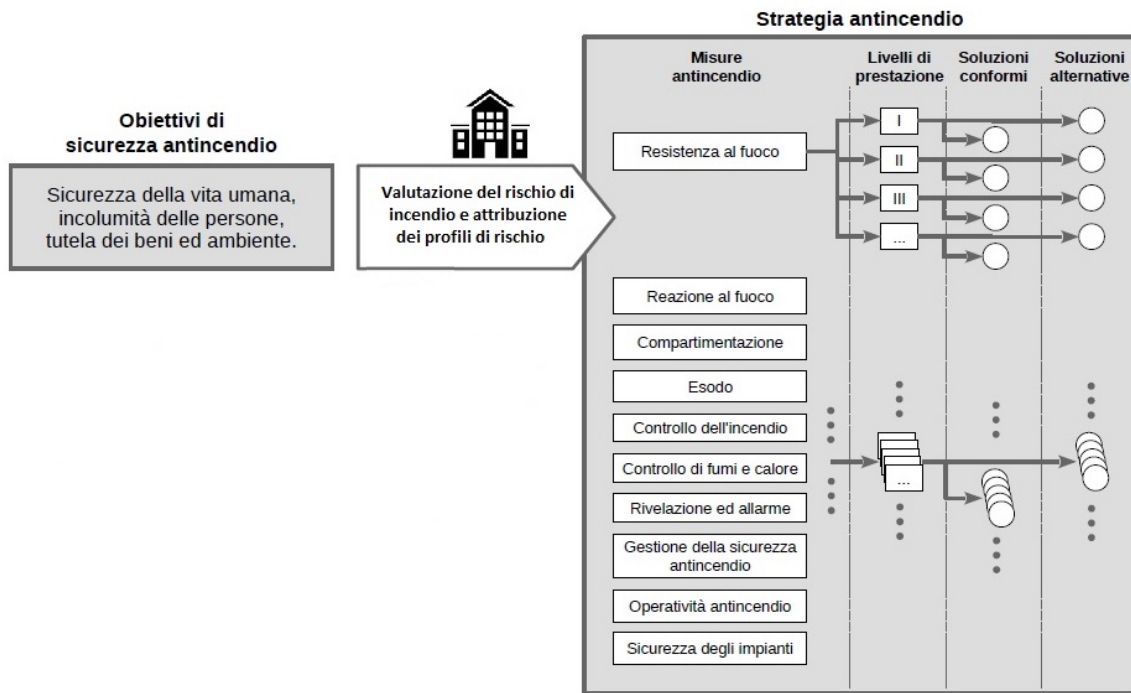 Strategia antincendio
Misure
antincendio
Livelli di
prestazione
Soluzioni
conformi
Soluzioni
alternative
Obiettivi di
sicurezza antincendio
Sicurezza della vita umana,
incolumità delle persone,
tutela dei beni ed ambiente.
Valutazione del rischio di
incendio e attribuzione
dei profili di rischio
Resistenza al fuoco
I
II
III
...
Reazione al fuoco
Compartimentazione
Esodo
Controllo dell'incendio
Controllo di fumi e calore
...
Rivelazione ed allarme
Gestione della sicurezza
antincendio
Operatività antincendio
Sicurezza degli impianti